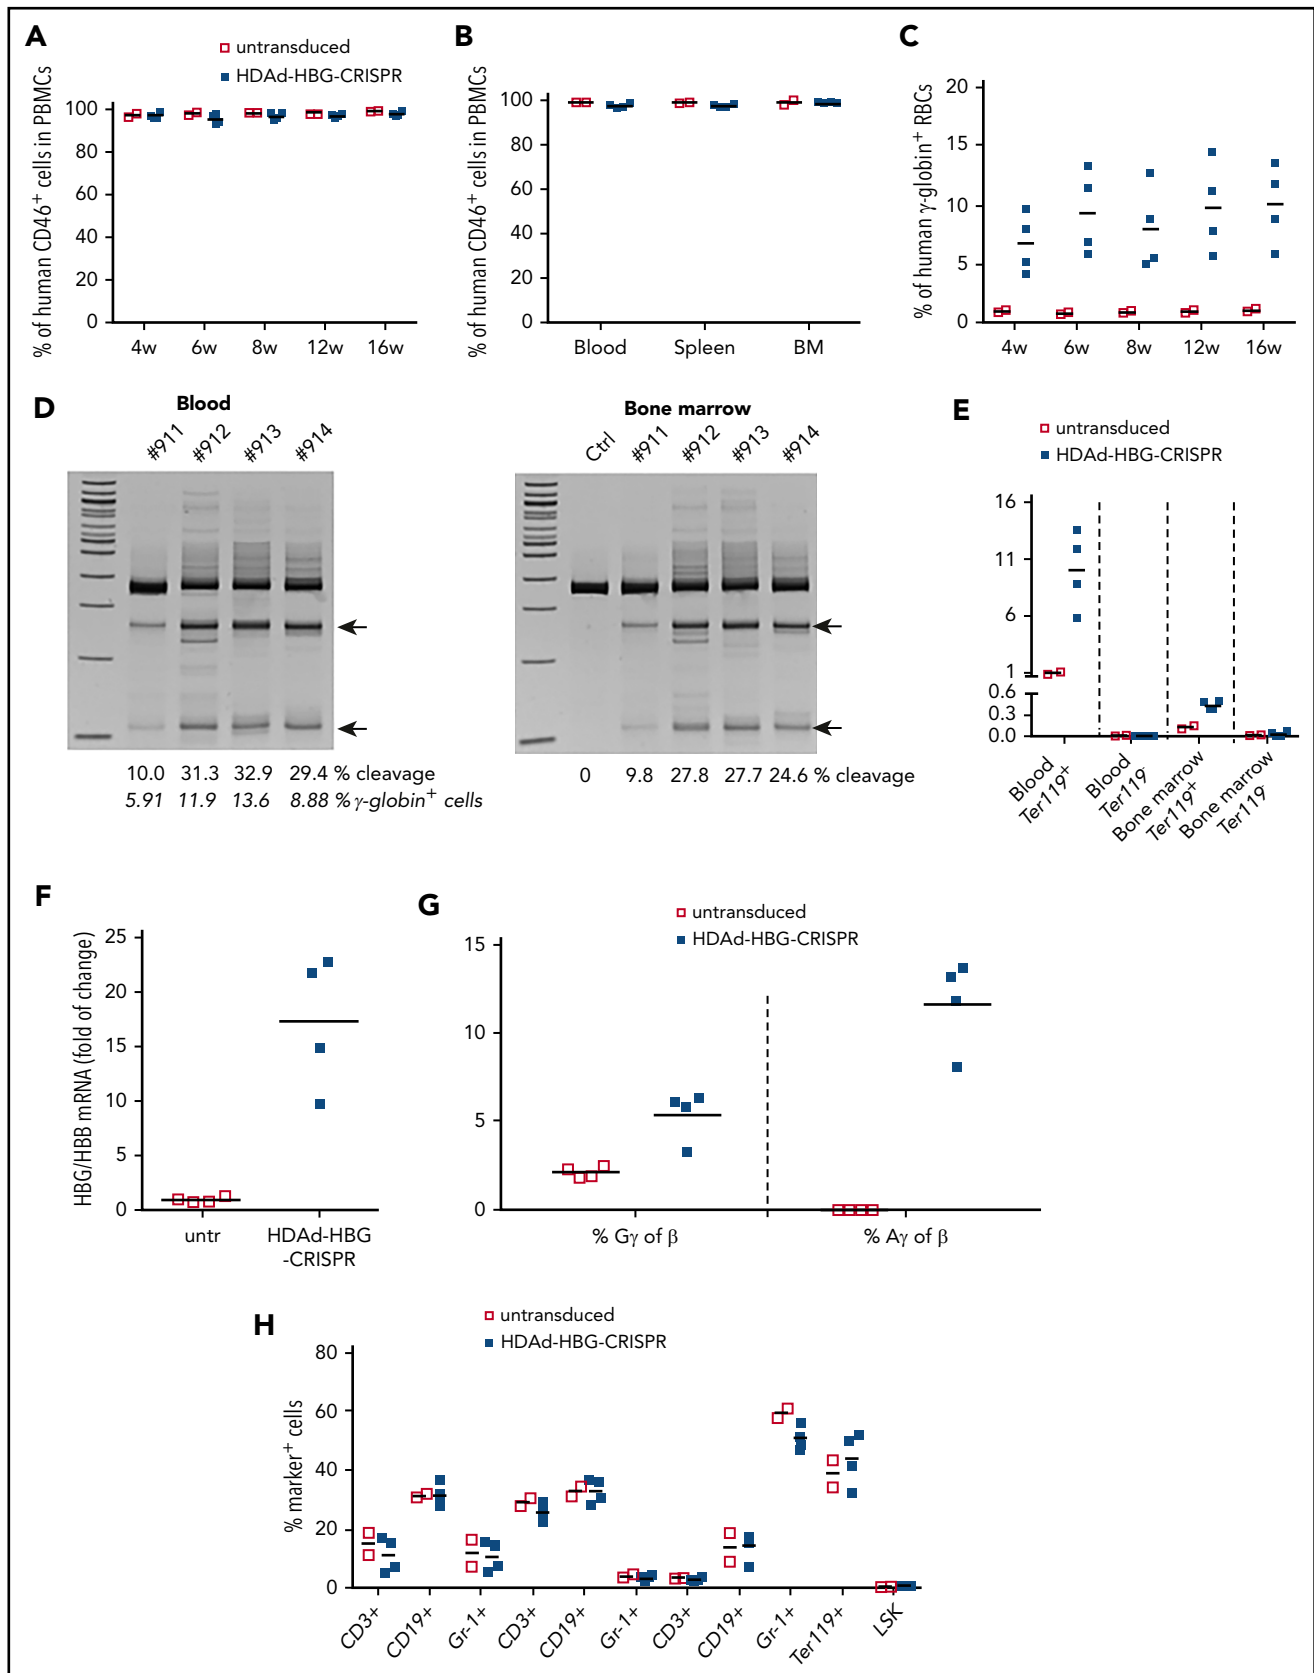 A
untransduced
HDAd-HBG-CRISPR
% of human CD46+ cells in PBMCs
100
80
60
40
20
0
4w 6w 8w 12w 16w
B
% of human CD46+ cells in PBMCs
100
80
60
40
20
0
Blood Spleen BM
C
% of human γ-globin+ RBCs
20
15
10
5
0
4w 6w 8w 12w 16w
D
Blood
#911 #912 #913 #914
10.0 31.3 32.9 29.4 % cleavage
5.91 11.9 13.6 8.88 % γ-globin+ cells
Bone marrow
Ctrl #911 #912 #913 #914
0 9.8 27.8 27.7 24.6 % cleavage
E
untransduced
HDAd-HBG-CRISPR
16
11
6
1
0.6
0.3
0.0
Blood
Ter119+
Blood
Ter119-
Bone marrow
Ter119+
Bone marrow
Ter119-
F
HBG/HBB mRNA (fold of change)
25
20
15
10
5
0
untr HDAd-HBG
-CRISPR
G
untransduced
HDAd-HBG-CRISPR
15
10
5
0
% Gγ of β % Aγ of β
H
untransduced
HDAd-HBG-CRISPR
% marker+ cells
80
60
40
20
0
CD3+ CD19+ Gr-1+ CD3+ CD19+ Gr-1+ CD3+ CD19+ Gr-1+ Ter119+ LSK